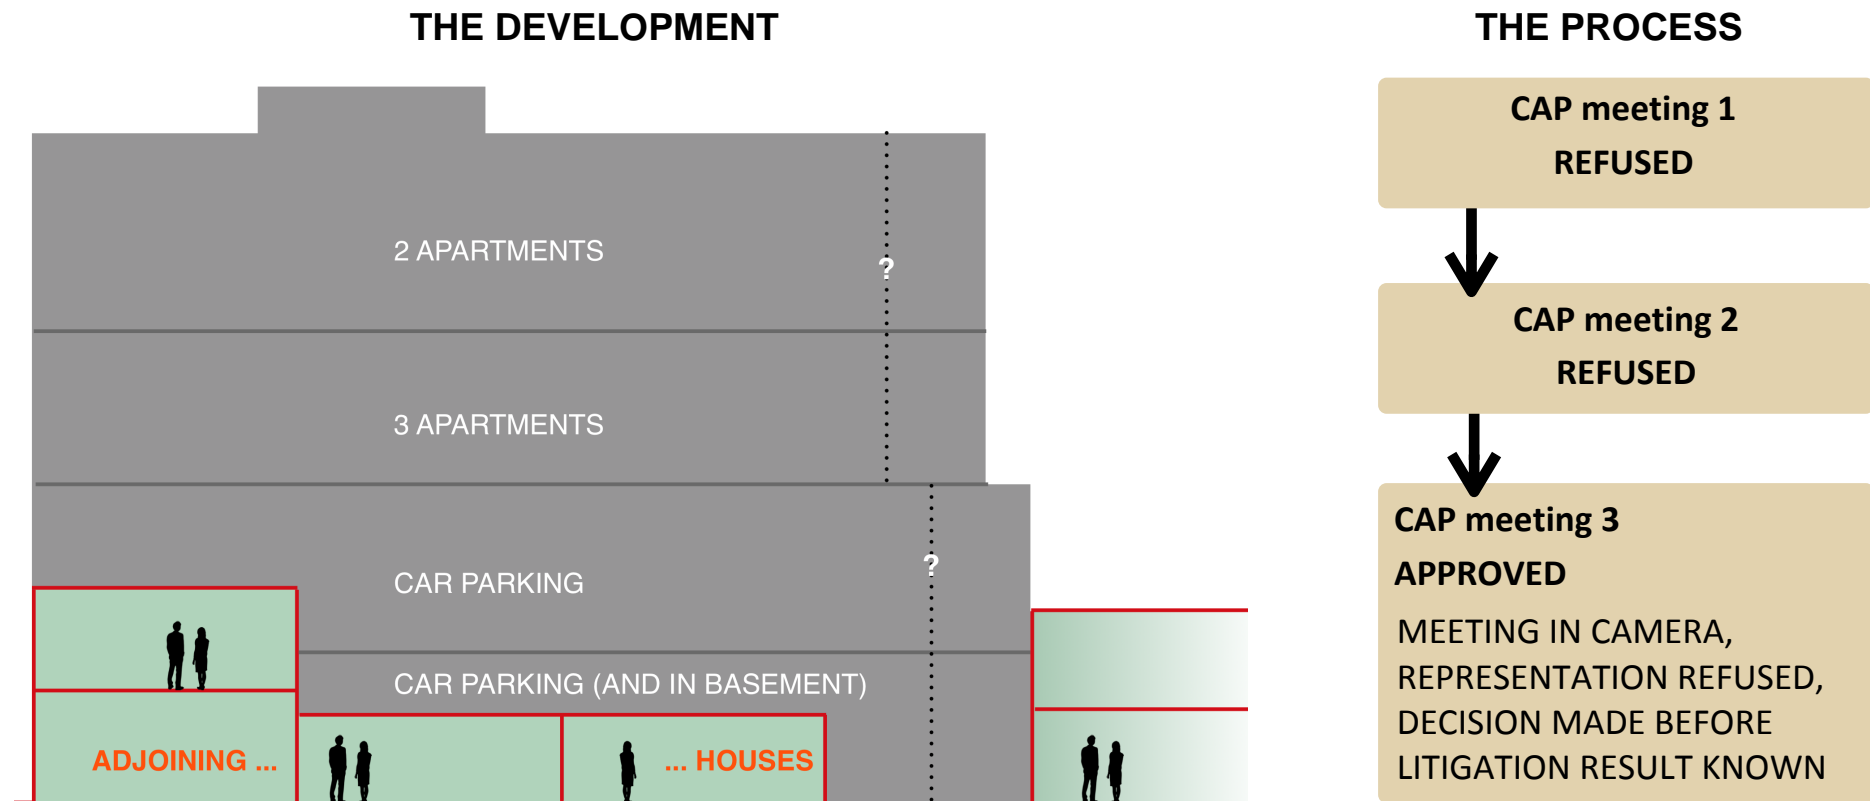 THE DEVELOPMENT
2 APARTMENTS
?
3 APARTMENTS
?
CAR PARKING
CAR PARKING (AND IN BASEMENT)
ADJOINING ...
... HOUSES
THE PROCESS
CAP meeting 1
REFUSED
CAP meeting 2
REFUSED
CAP meeting 3
APPROVED
MEETING IN CAMERA,
REPRESENTATION REFUSED,
DECISION MADE BEFORE
LITIGATION RESULT KNOWN